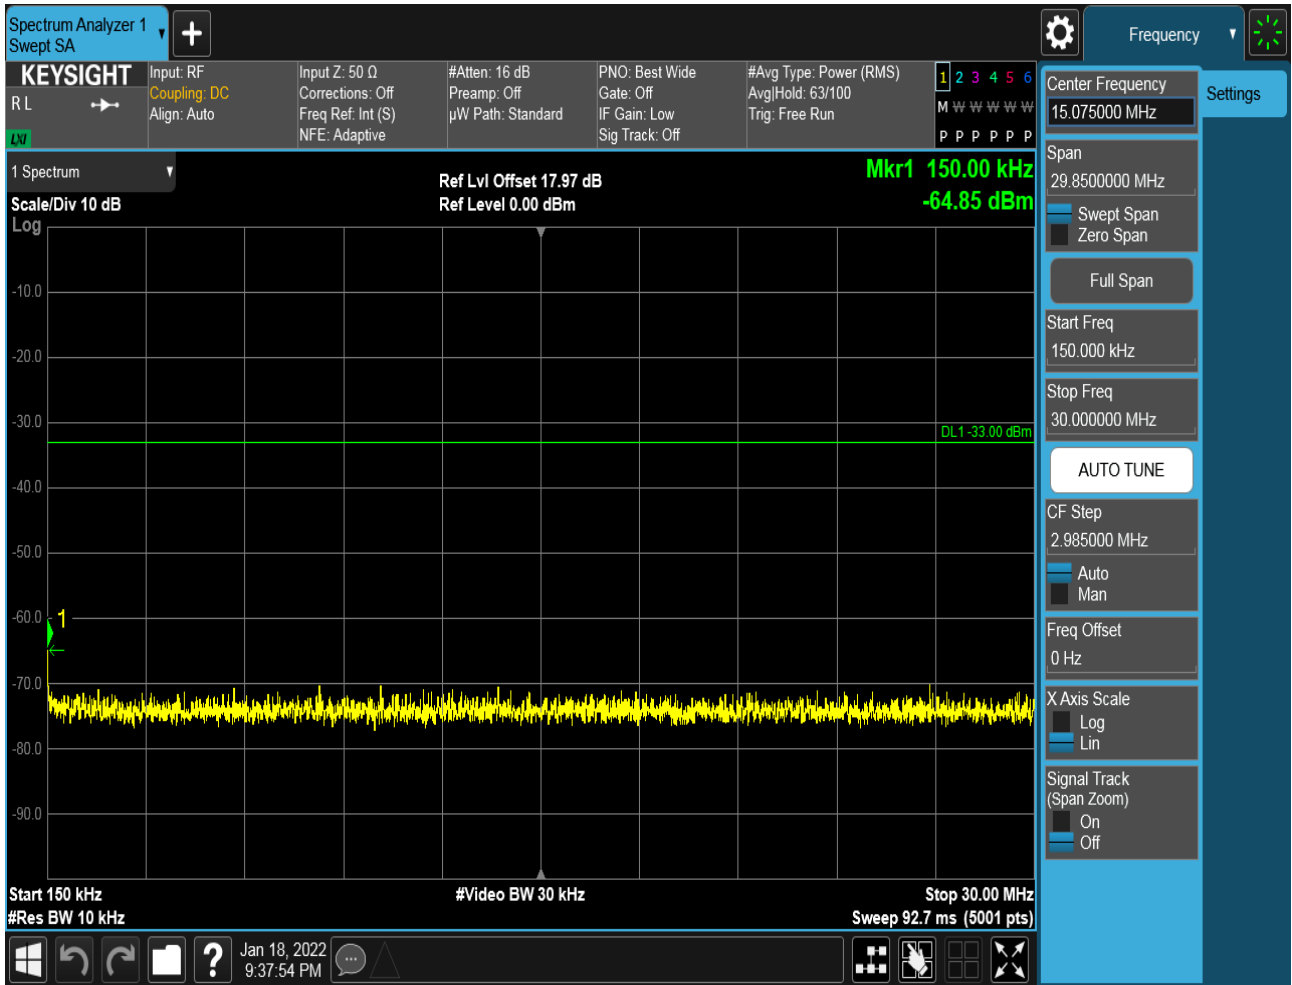 Spectrum Analyzer 1
Swept SA
Frequency
KEYSIGHT
R L
LXI
Input: RF
Coupling: DC
Align: Auto
Input Z: 50 Ω
Corrections: Off
Freq Ref: Int (S)
NFE: Adaptive
#Atten: 16 dB
Preamp: Off
µW Path: Standard
PNO: Best Wide
Gate: Off
IF Gain: Low
Sig Track: Off
#Avg Type: Power (RMS)
Avg|Hold: 63/100
Trig: Free Run
1 2 3 4 5 6
M W W W W W
P P P P P P
1 Spectrum
Scale/Div 10 dB
Log
Ref Lvl Offset 17.97 dB
Ref Level 0.00 dBm
Mkr1 150.00 kHz
-64.85 dBm
-10.0
-20.0
-30.0
DL1 -33.00 dBm
-40.0
-50.0
-60.0
1
-70.0
-80.0
-90.0
Start 150 kHz
#Video BW 30 kHz
Stop 30.00 MHz
#Res BW 10 kHz
Sweep 92.7 ms (5001 pts)
?
Jan 18, 2022
9:37:54 PM
Center Frequency
15.075000 MHz
Settings
Span
29.8500000 MHz
Swept Span
Zero Span
Full Span
Start Freq
150.000 kHz
Stop Freq
30.000000 MHz
AUTO TUNE
CF Step
2.985000 MHz
Auto
Man
Freq Offset
0 Hz
X Axis Scale
Log
Lin
Signal Track
(Span Zoom)
On
Off